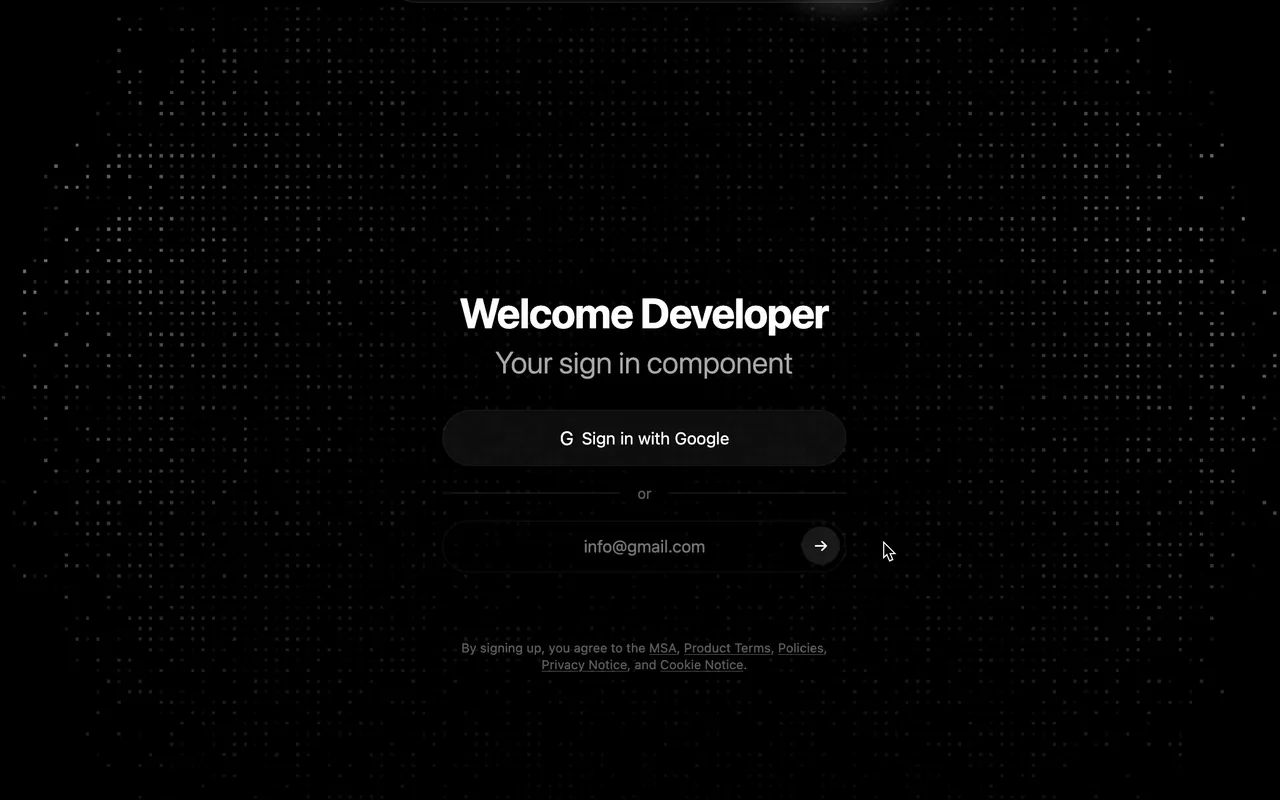 Welcome Developer
Your sign in component
G Sign in with Google
or
info@gmail.com
By signing up, you agree to the MSA, Product Terms, Policies,
Privacy Notice, and Cookie Notice.